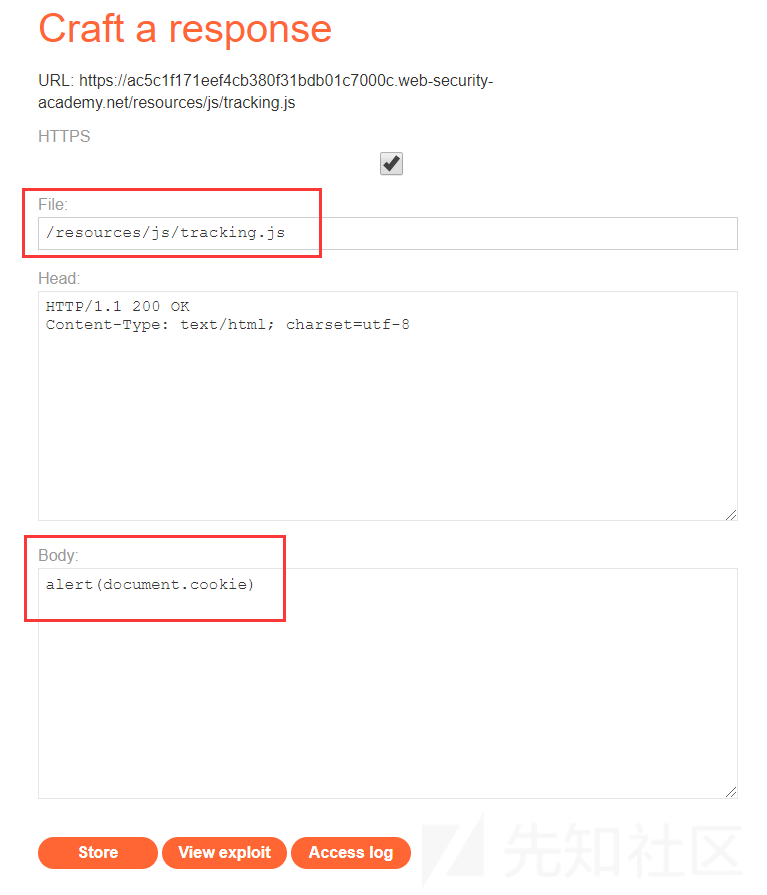 Craft a response
URL: https://ac5c1f171eef4cb380f31bdb01c7000c.web-security-
academy.net/resources/js/tracking.js
HTTPS
File:
/resources/js/tracking.js
Head:
HTTP/1.1 200 OK
Content-Type: text/html; charset=utf-8
Body:
alert(document.cookie)
Store View exploit Access log
先知社区